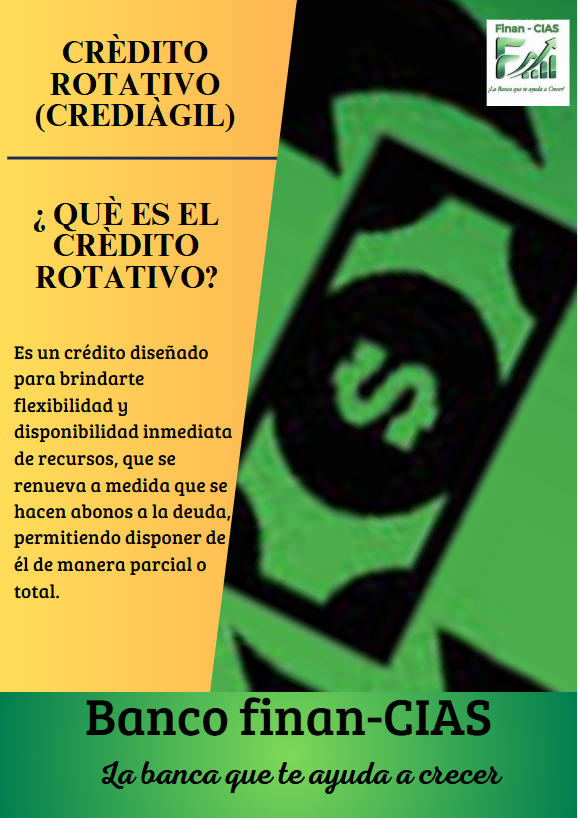 CRÈDITO
ROTATIVO
(CREDIÀGIL)
Finan - CIAS
¡La Banca que te ayuda a Crecer!
¿ QUÈ ES EL
CRÈDITO
ROTATIVO?
Es un crédito diseñado
para brindarte
flexibilidad y
disponibilidad inmediata
de recursos, que se
renueva a medida que se
hacen abonos a la deuda,
permitiendo disponer de
él de manera parcial o
total.
Banco finan-CIAS
La banca que te ayuda a crecer